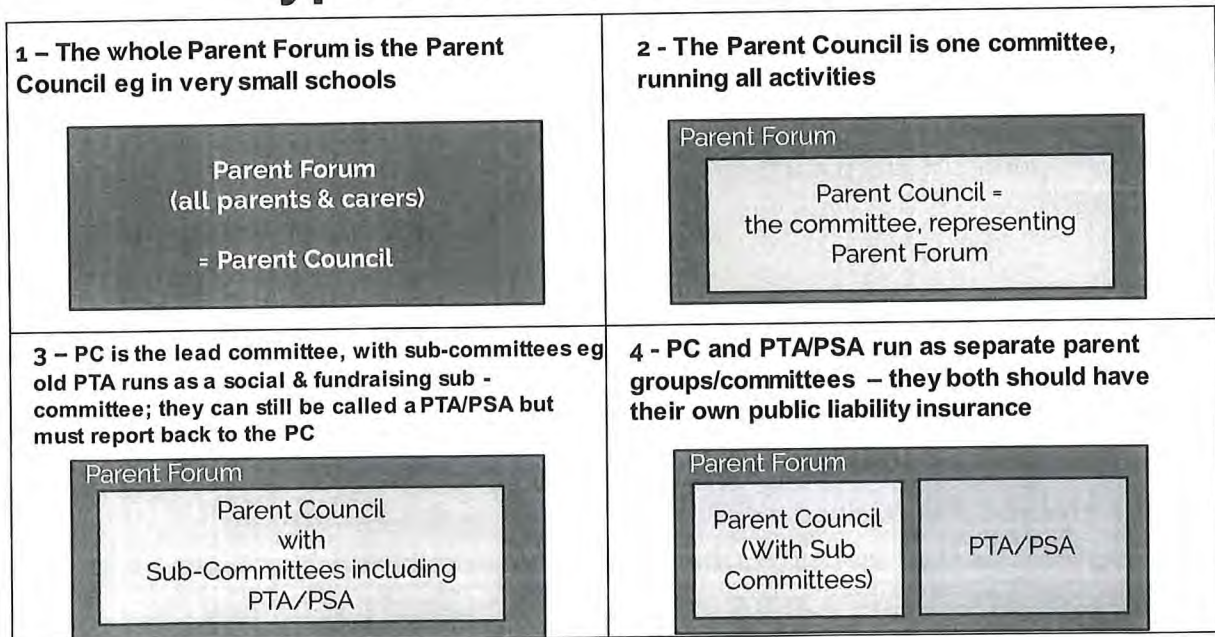 1 – The whole Parent Forum is the Parent
Council eg in very small schools
Parent Forum
(all parents & carers)
= Parent Council
2 - The Parent Council is one committee,
running all activities
Parent Forum
Parent Council =
the committee, representing
Parent Forum
3 – PC is the lead committee, with sub-committees eg
old PTA runs as a social & fundraising sub -
committee; they can still be called a PTA/PSA but
must report back to the PC
Parent Forum
Parent Council
with
Sub-Committees including
PTA/PSA
4 - PC and PTA/PSA run as separate parent
groups/committees – they both should have
their own public liability insurance
Parent Forum
Parent Council
(With Sub
Committees)
PTA/PSA